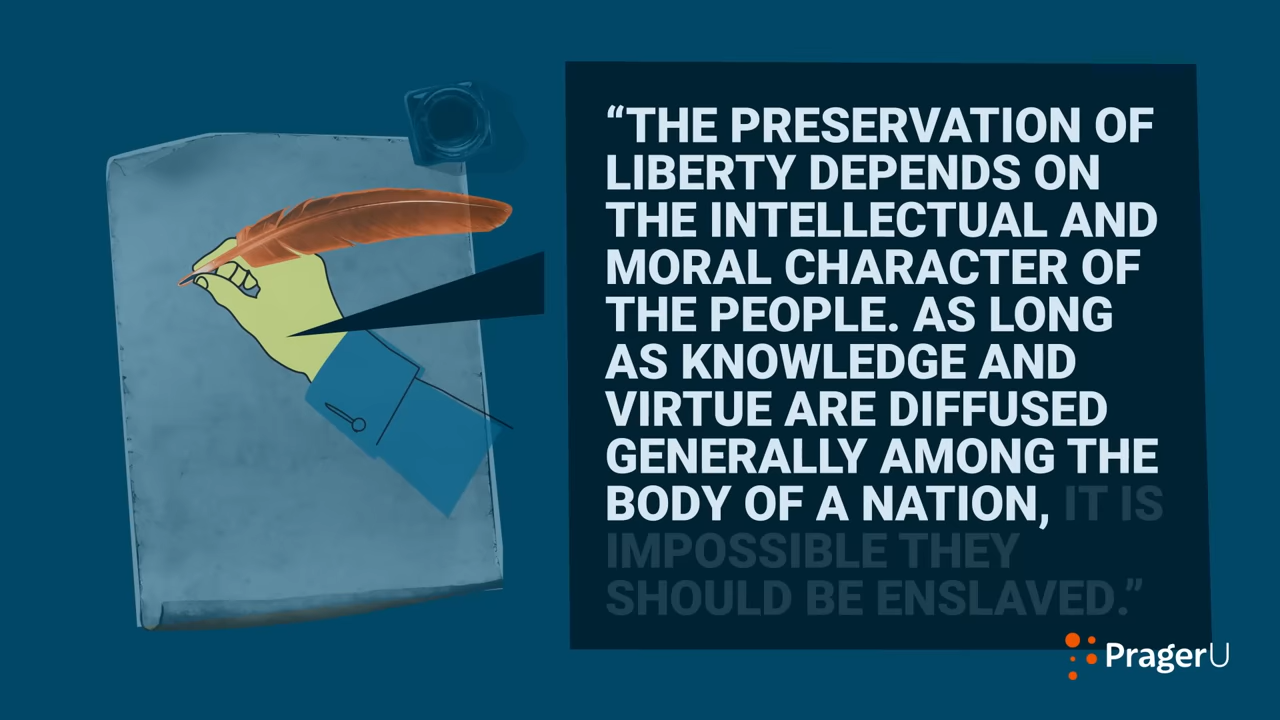 “THE PRESERVATION OF
LIBERTY DEPENDS ON
THE INTELLECTUAL AND
MORAL CHARACTER OF
THE PEOPLE. AS LONG
AS KNOWLEDGE AND
VIRTUE ARE DIFFUSED
GENERALLY AMONG THE
BODY OF A NATION, IT IS
IMPOSSIBLE THEY
SHOULD BE ENSLAVED.”
PragerU